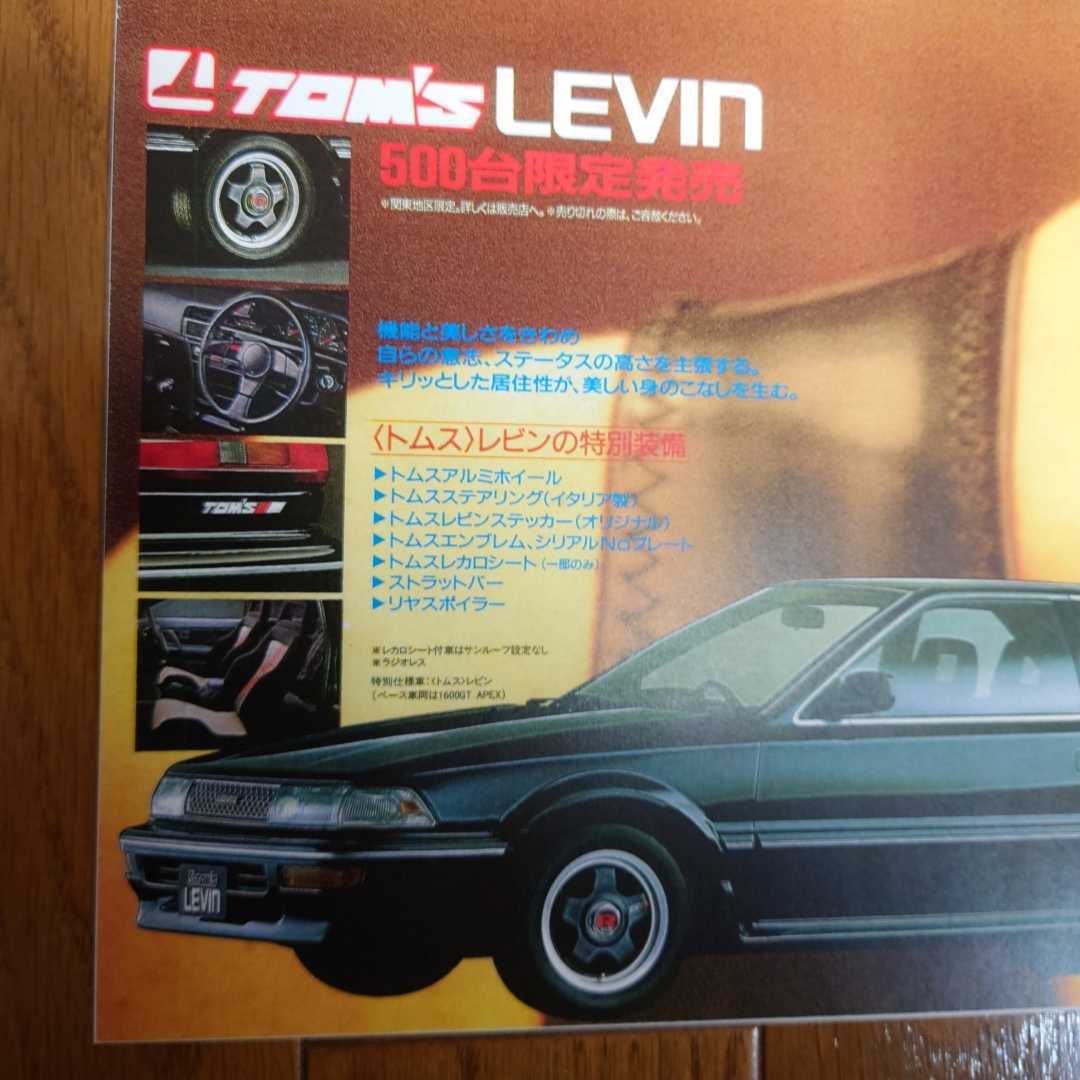 TOM'S LEVIN
500台限定発売
※関東地区限定。詳しくは販売店へ。※売り切れの際は、ご容赦ください。
機能と美しさをきわめ
自らの意志、ステータスの高さを主張する。
キリッとした居住性が、美しい身のこなしを生む。
〈トムス〉レビンの特別装備
▶トムスアルミホイール
▶トムスステアリング(イタリア製)
▶トムスレビンステッカー(オリジナル)
▶トムスエンブレム、シリアルNoプレート
▶トムスレカロシート(一部のみ)
▶ストラットバー
▶リヤスポイラー
※レカロシート付車はサンルーフ設定なし
※ラジオレス
特別仕様車:〈トムス〉レビン
(ベース車両は1600GT APEX)
TOM'S
LEVIN